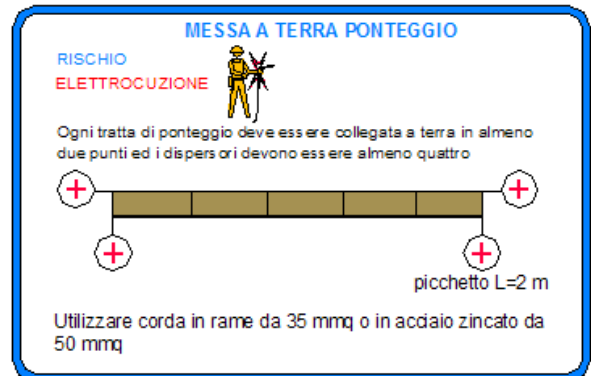 MESSA A TERRA PONTEGGIO
RISCHIO
ELETTROCUZIONE
Ogni tratta di ponteggio deve essere collegata a terra in almeno
due punti ed i dispersori devono essere almeno quattro
picchetto L=2 m
Utilizzare corda in rame da 35 mmq o in acciaio zincato da
50 mmq